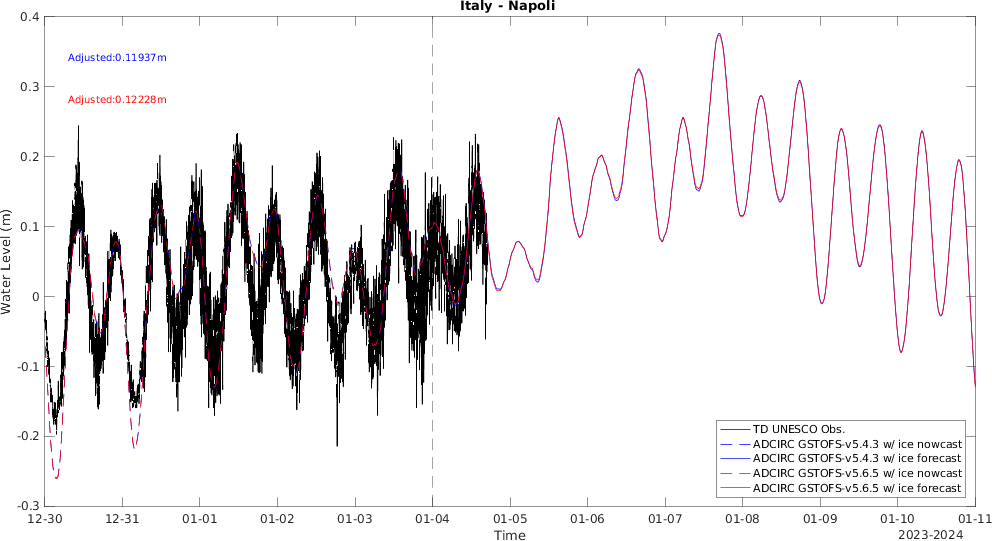 Italy - Napoli
Adjusted:0.11937m
Adjusted:0.12228m
Water Level (m)
0.4
0.3
0.2
0.1
0
-0.1
-0.2
-0.3
12-30
12-31
01-01
01-02
01-03
01-04
01-05
01-06
01-07
01-08
01-09
01-10
01-11
Time
2023-2024
TD UNESCO Obs.
ADCIRC GSTOFS-v5.4.3 w/ ice nowcast
ADCIRC GSTOFS-v5.4.3 w/ ice forecast
ADCIRC GSTOFS-v5.6.5 w/ ice nowcast
ADCIRC GSTOFS-v5.6.5 w/ ice forecast